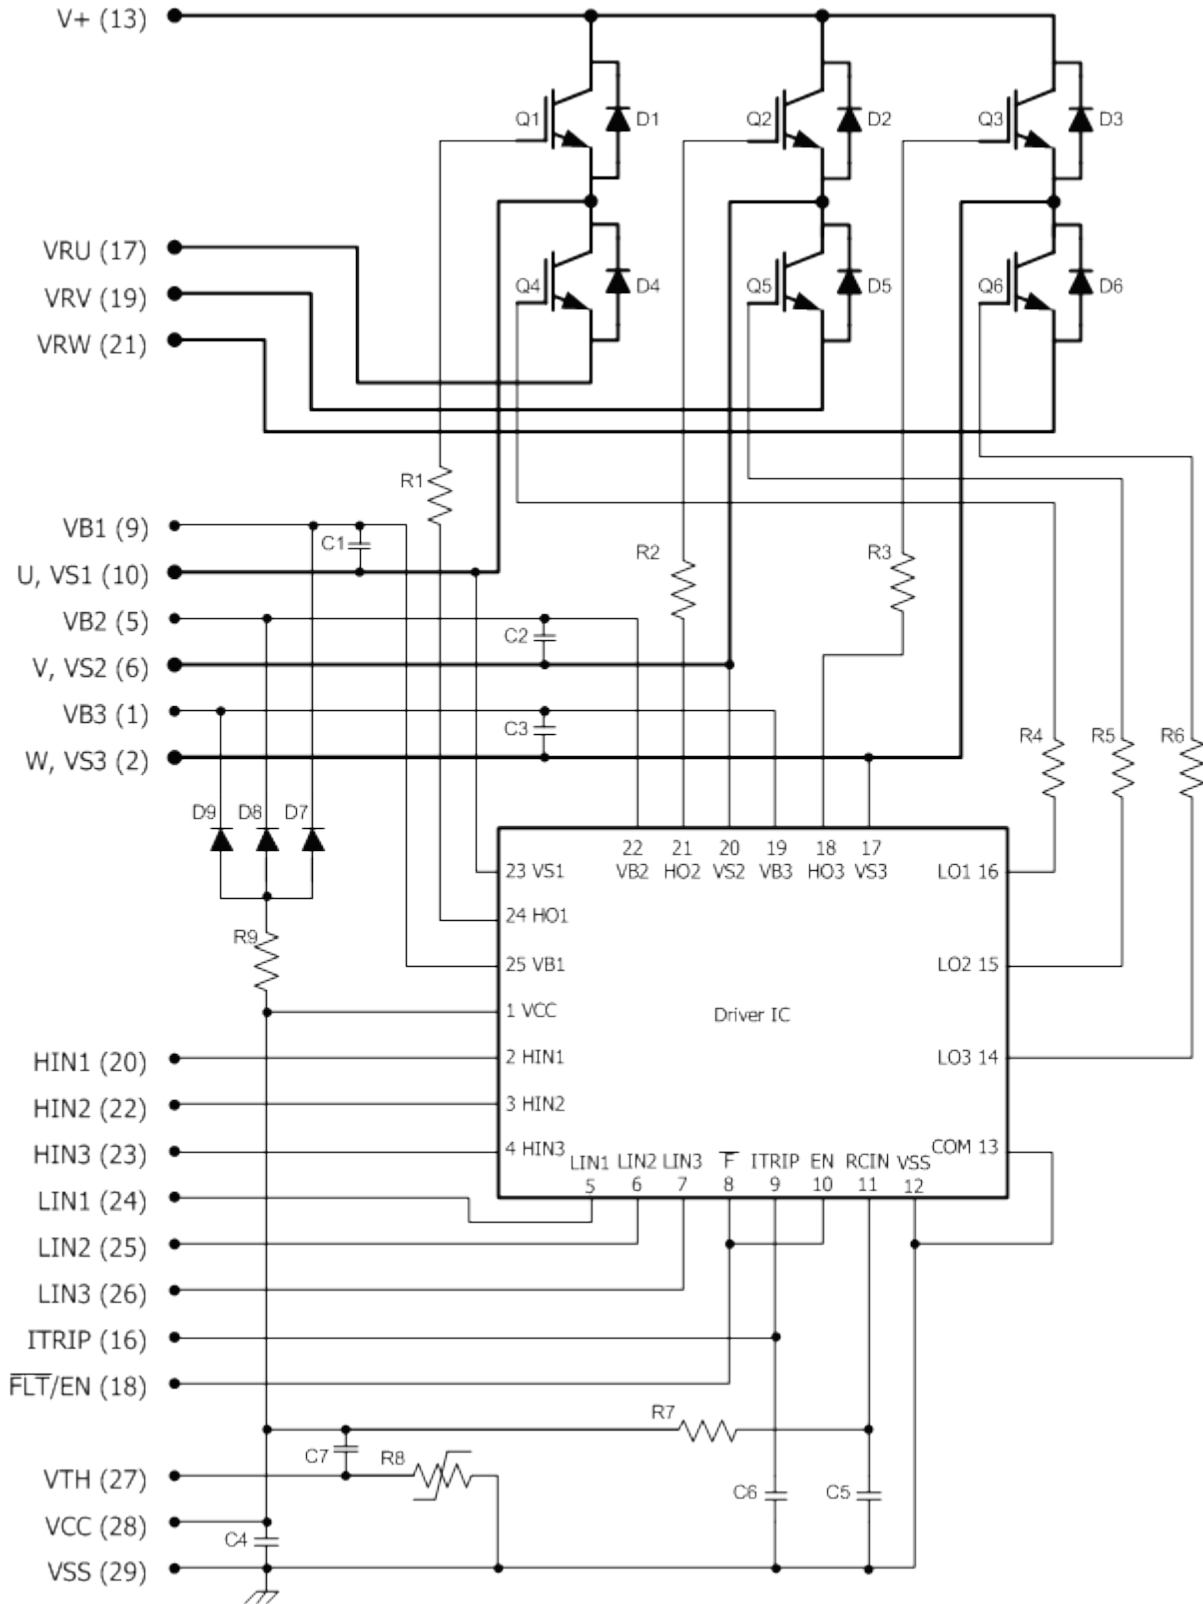 V+ (13)
Q1
D1
Q2
D2
Q3
D3
VRU (17)
VRV (19)
VRW (21)
Q4
D4
Q5
D5
Q6
D6
R1
VB1 (9)
C1
R2
R3
U, VS1 (10)
VB2 (5)
C2
V, VS2 (6)
VB3 (1)
C3
W, VS3 (2)
R4
R5
R6
D9
D8
D7
22
21
20
19
18
17
VB2
HO2
VS2
VB3
HO3
VS3
23 VS1
LO1 16
24 HO1
R9
25 VB1
LO2 15
1 VCC
Driver IC
HIN1 (20)
2 HIN1
LO3 14
HIN2 (22)
3 HIN2
HIN3 (23)
4 HIN3
COM 13
LIN1
LIN2
LIN3
F̅
ITRIP
EN
RCIN
VSS
5
6
7
8
9
10
11
12
LIN1 (24)
LIN2 (25)
LIN3 (26)
ITRIP (16)
F̅L̅T̅/EN (18)
R7
C7
R8
VTH (27)
C6
C5
VCC (28)
C4
VSS (29)